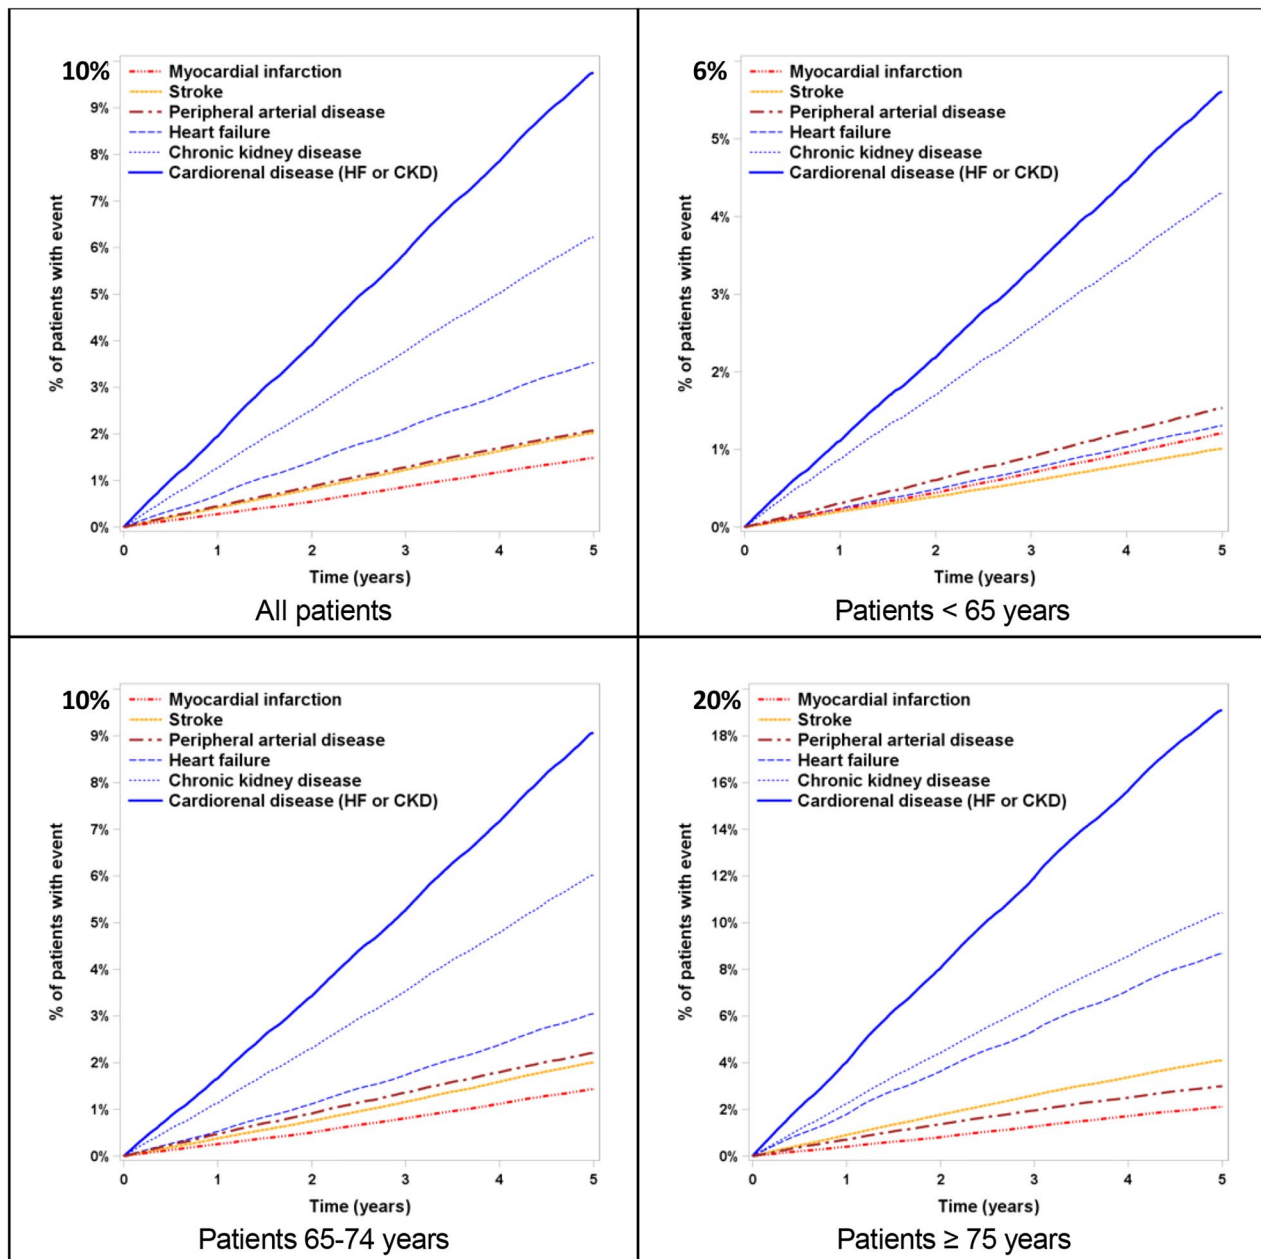 10%
Myocardial infarction
Stroke
Peripheral arterial disease
Heart failure
Chronic kidney disease
Cardiorenal disease (HF or CKD)
9%
8%
7%
6%
5%
4%
3%
2%
1%
0%
% of patients with event
0 1 2 3 4 5
Time (years)
All patients
6%
Myocardial infarction
Stroke
Peripheral arterial disease
Heart failure
Chronic kidney disease
Cardiorenal disease (HF or CKD)
5%
4%
3%
2%
1%
0%
% of patients with event
0 1 2 3 4 5
Time (years)
Patients < 65 years
10%
Myocardial infarction
Stroke
Peripheral arterial disease
Heart failure
Chronic kidney disease
Cardiorenal disease (HF or CKD)
9%
8%
7%
6%
5%
4%
3%
2%
1%
0%
% of patients with event
0 1 2 3 4 5
Time (years)
Patients 65-74 years
20%
Myocardial infarction
Stroke
Peripheral arterial disease
Heart failure
Chronic kidney disease
Cardiorenal disease (HF or CKD)
18%
16%
14%
12%
10%
8%
6%
4%
2%
0%
% of patients with event
0 1 2 3 4 5
Time (years)
Patients ≥ 75 years